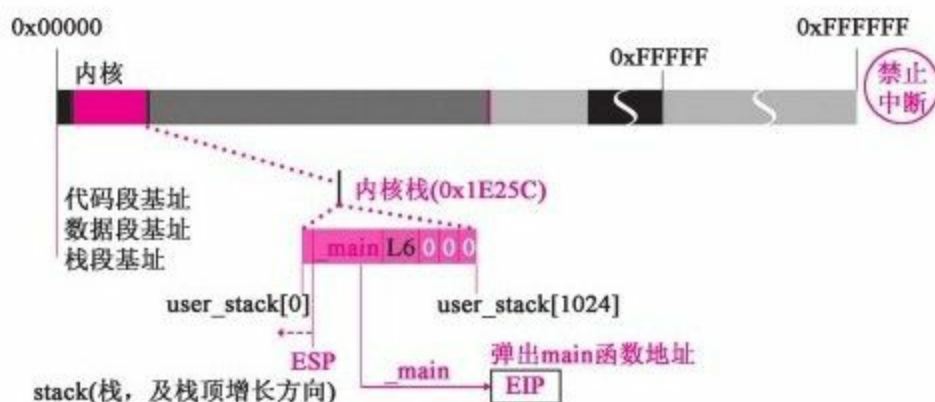 0x00000
0xFFFFFF
0xFFFFF
内核
禁止
中断
代码段基址
数据段基址
栈段基址
内核栈(0x1E25C)
_main L6 0 0 0
user_stack[0]
user_stack[1024]
ESP
_main
弹出main函数地址
EIP
stack(栈，及栈顶增长方向)